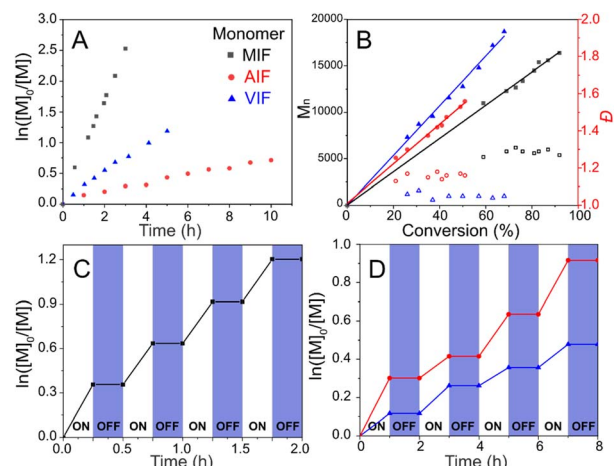 A
Monomer
MIF
AIF
VIF
ln([M]₀/[M])
3.0
2.5
2.0
1.5
1.0
0.5
0.0
0 2 4 6 8 10
Time (h)
B
Mn
20000
15000
10000
5000
0
0 20 40 60 80 100
Conversion (%)
2.0
1.8
1.6
1.4
1.2
1.0
Đ
C
ln([M]₀/[M])
1.2
0.9
0.6
0.3
0.0
ON OFF ON OFF ON OFF ON OFF
0.0 0.5 1.0 1.5 2.0
Time (h)
D
ln([M]₀/[M])
1.0
0.8
0.6
0.4
0.2
0.0
ON OFF ON OFF ON OFF ON OFF
0 2 4 6 8
Time (h)